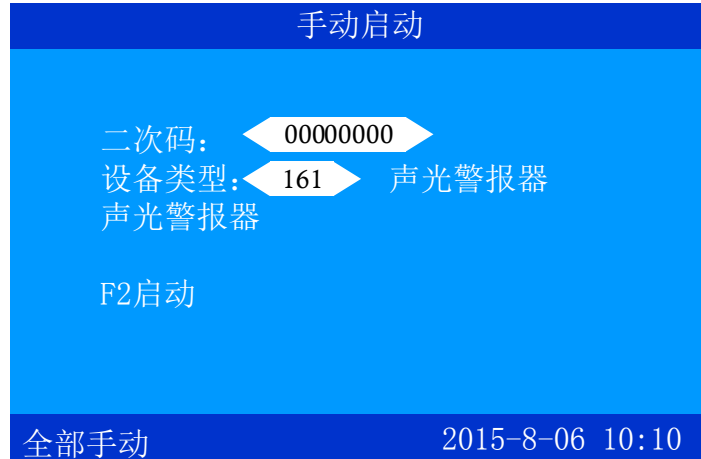 手动启动
二次码： 00000000
设备类型： 161 声光警报器
声光警报器
F2启动
全部手动 2015-8-06 10:10